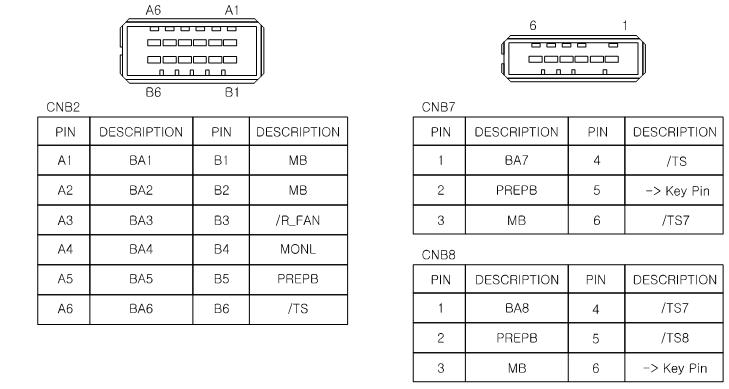 A6 A1
B6 B1
CNB2
PIN DESCRIPTION PIN DESCRIPTION
A1 BA1 B1 MB
A2 BA2 B2 MB
A3 BA3 B3 /R_FAN
A4 BA4 B4 MONL
A5 BA5 B5 PREPB
A6 BA6 B6 /TS
6 1
CNB7
PIN DESCRIPTION PIN DESCRIPTION
1 BA7 4 /TS
2 PREPB 5 -> Key Pin
3 MB 6 /TS7
CNB8
PIN DESCRIPTION PIN DESCRIPTION
1 BA8 4 /TS7
2 PREPB 5 /TS8
3 MB 6 -> Key Pin